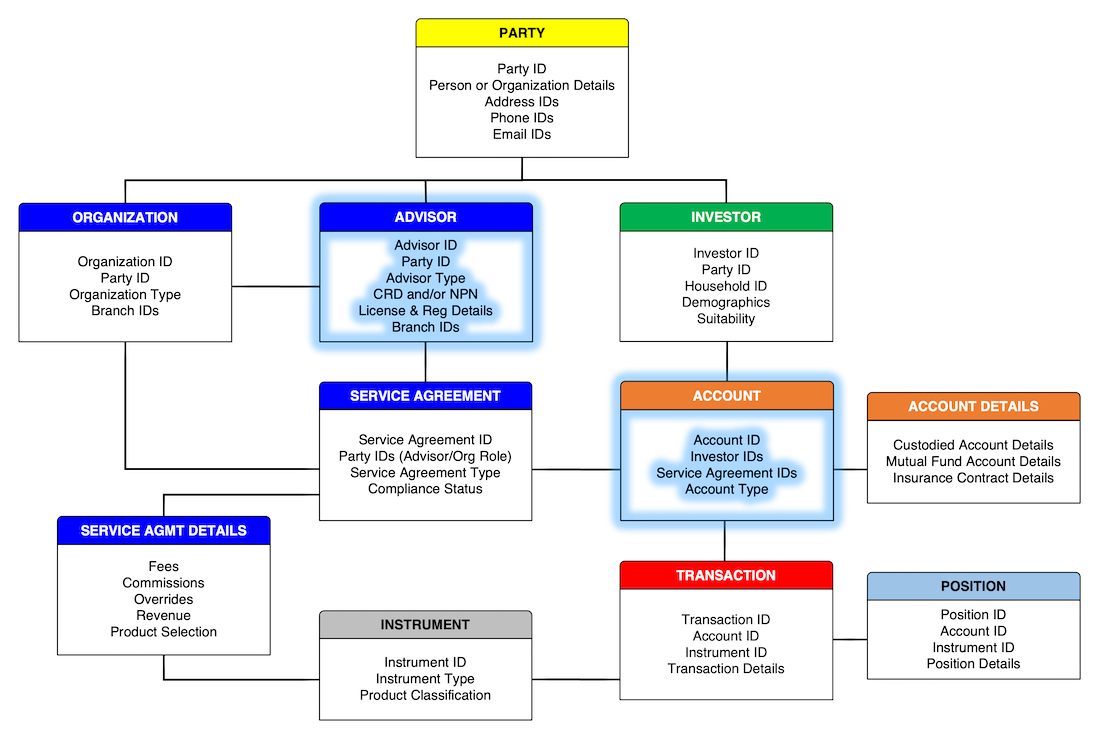 PARTY
Party ID
Person or Organization Details
Address IDs
Phone IDs
Email IDs
ORGANIZATION
Organization ID
Party ID
Organization Type
Branch IDs
ADVISOR
Advisor ID
Party ID
Advisor Type
CRD and/or NPN
License & Reg Details
Branch IDs
INVESTOR
Investor ID
Party ID
Household ID
Demographics
Suitability
SERVICE AGREEMENT
Service Agreement ID
Party IDs (Advisor/Org Role)
Service Agreement Type
Compliance Status
ACCOUNT
Account ID
Investor IDs
Service Agreement IDs
Account Type
ACCOUNT DETAILS
Custodied Account Details
Mutual Fund Account Details
Insurance Contract Details
SERVICE AGMT DETAILS
Fees
Commissions
Overrides
Revenue
Product Selection
INSTRUMENT
Instrument ID
Instrument Type
Product Classification
TRANSACTION
Transaction ID
Account ID
Instrument ID
Transaction Details
POSITION
Position ID
Account ID
Instrument ID
Position Details